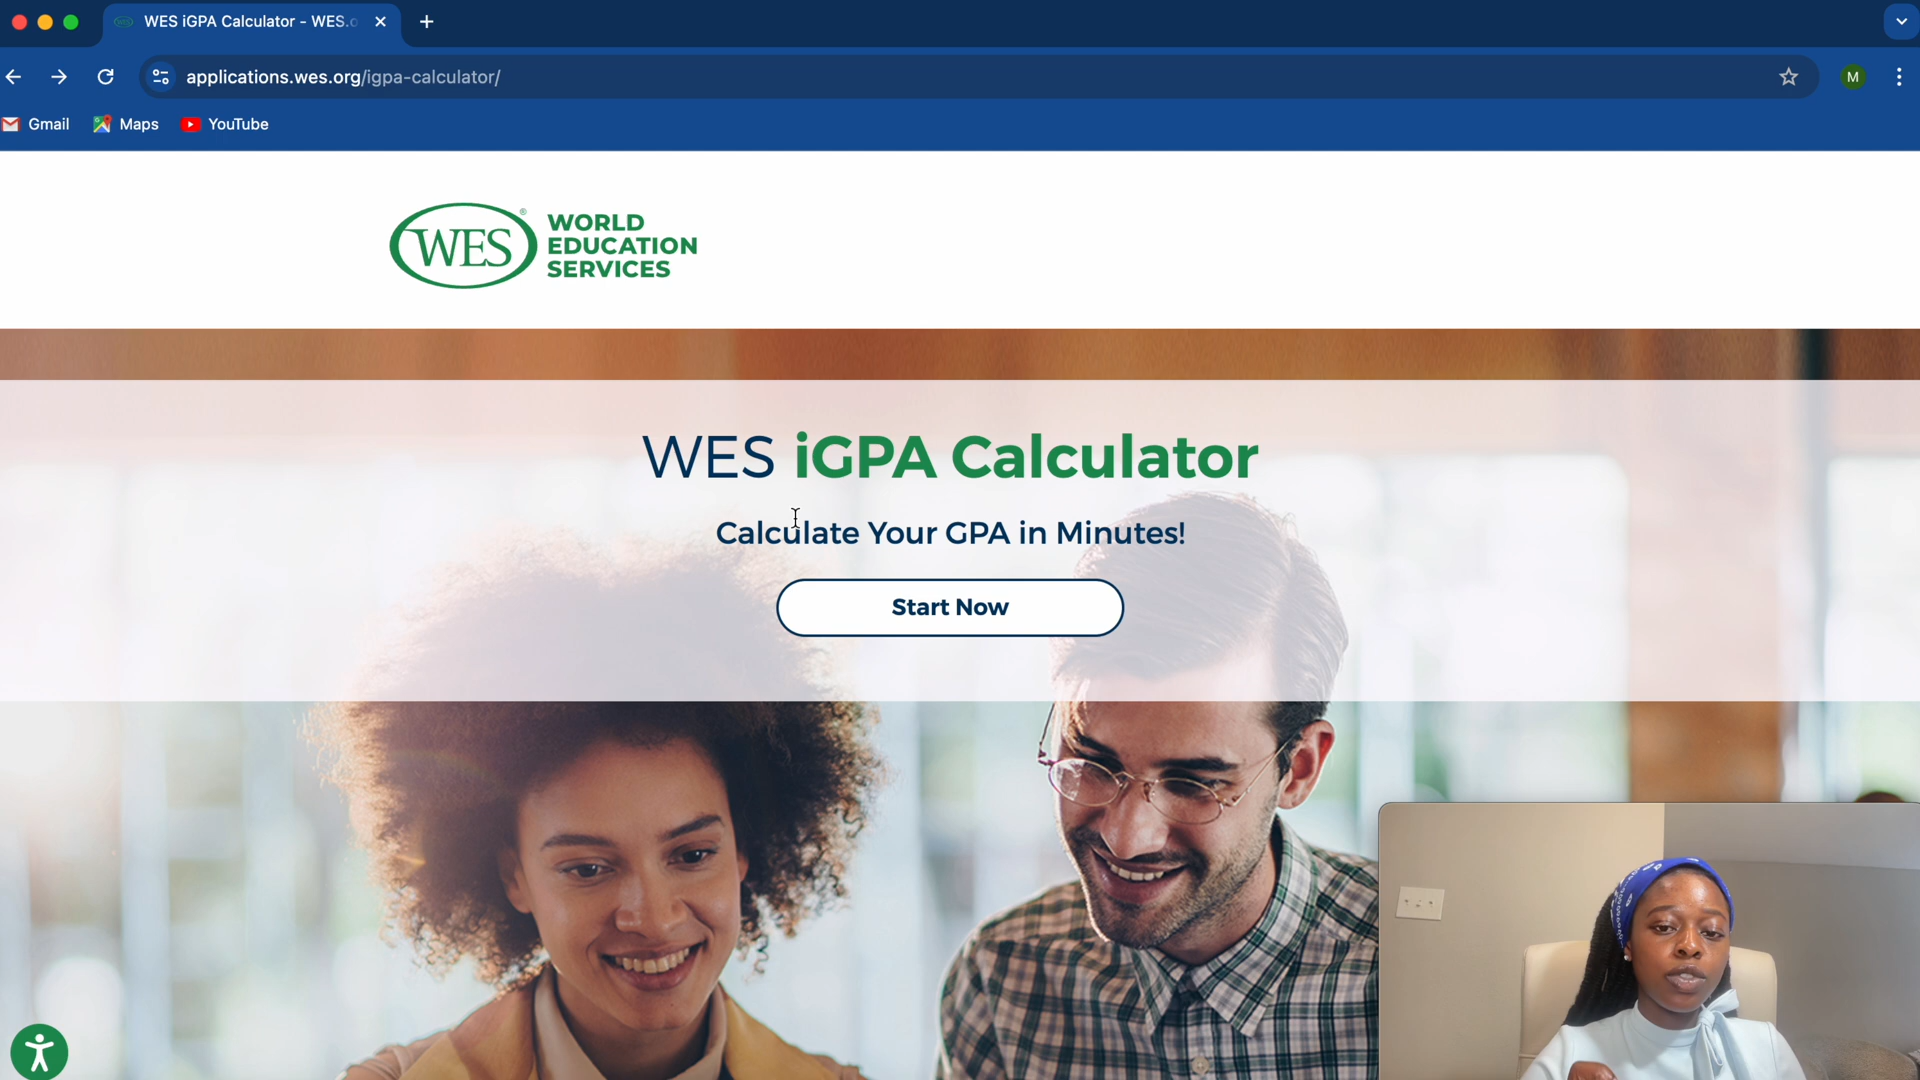 WES iGPA Calculator - WES.o
applications.wes.org/igpa-calculator/
M
Gmail
Maps
YouTube
WES®
WORLD
EDUCATION
SERVICES
WES iGPA Calculator
Calculate Your GPA in Minutes!
Start Now